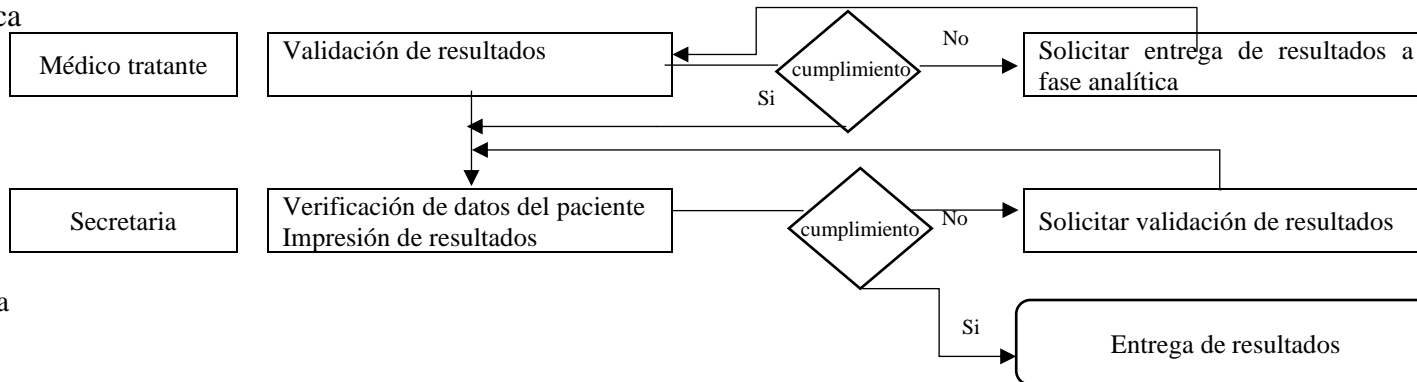 ca
Médico tratante
Validación de resultados
cumplimiento
No
Si
Solicitar entrega de resultados a
fase analítica
Secretaria
Verificación de datos del paciente
Impresión de resultados
cumplimiento
No
Solicitar validación de resultados
a
Si
Entrega de resultados